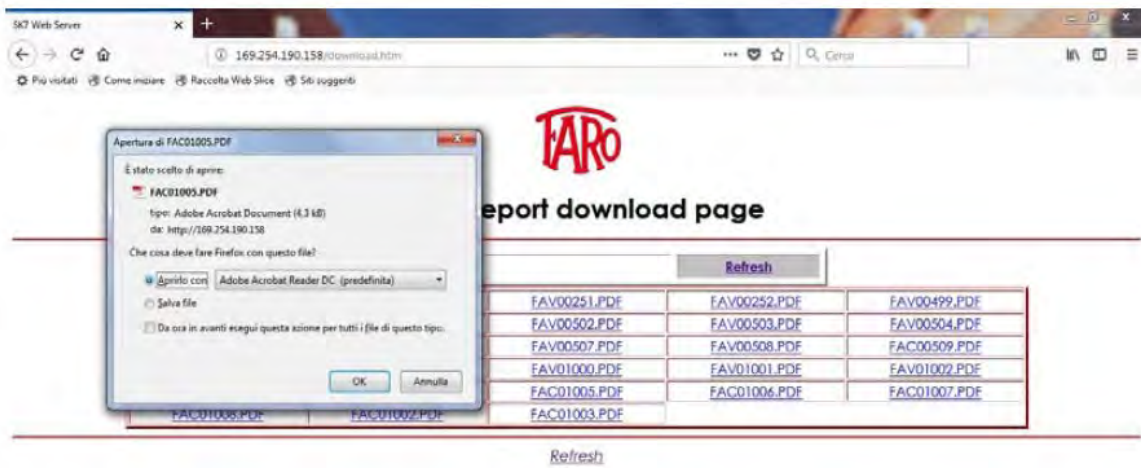 SK7 Web Server
169.254.190.158/download.htm
Cerca
Più visitati Come iniziare Raccolta Web Slice Siti suggeriti
FARO
eport download page
Apertura di FAC01005.PDF
È stato scelto di aprire:
FAC01005.PDF
tipo: Adobe Acrobat Document (4,3 kB)
da: http://169.254.190.158
Che cosa deve fare Firefox con questo file?
Aprirlo con Adobe Acrobat Reader DC (predefinita)
Salva file
Da ora in avanti esegui questa azione per tutti i file di questo tipo.
OK Annulla
Refresh
FAV00251.PDF FAV00252.PDF FAV00499.PDF
FAV00502.PDF FAV00503.PDF FAV00504.PDF
FAV00507.PDF FAV00508.PDF FAC00509.PDF
FAV01000.PDF FAV01001.PDF FAV01002.PDF
FAC01005.PDF FAC01006.PDF FAC01007.PDF
FAC01008.PDF FAC01002.PDF FAC01003.PDF
Refresh